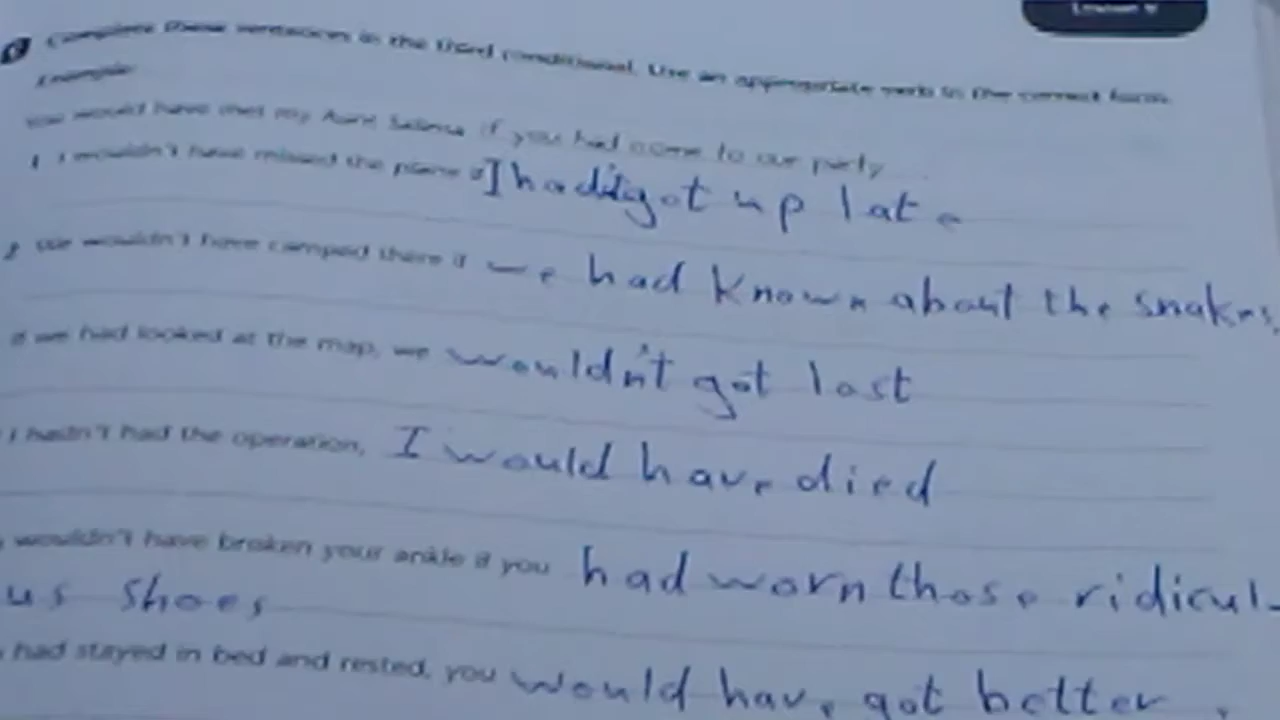 Complete these sentences in the third conditional. Use an appropriate verb in the correct form.
Example:
You would have met my Aunt Salma if you had come to our party
1 I wouldn't have missed the plane if I hadn't got up late
2 We wouldn't have camped there if we had known about the snakes,
If we had looked at the map, we wouldn't got lost
I hadn't had the operation, I would have died
wouldn't have broken your ankle if you had worn those ridicul-
us shoes
had stayed in bed and rested, you would have got better.